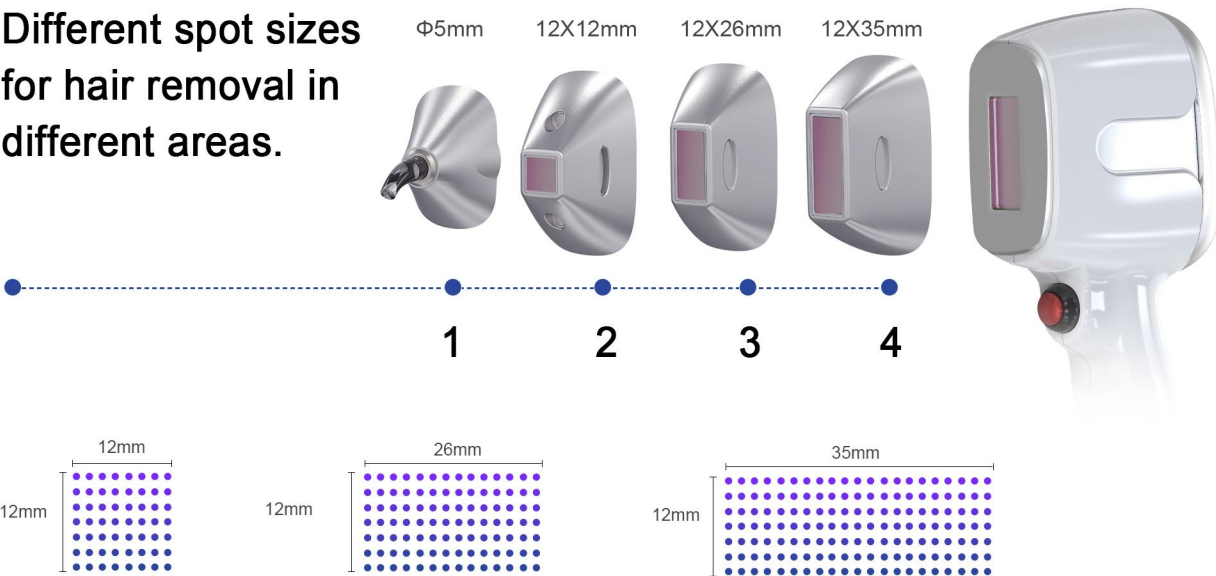 Different spot sizes
for hair removal in
different areas.
Φ5mm
12X12mm
12X26mm
12X35mm
1
2
3
4
12mm
12mm
26mm
12mm
35mm
12mm